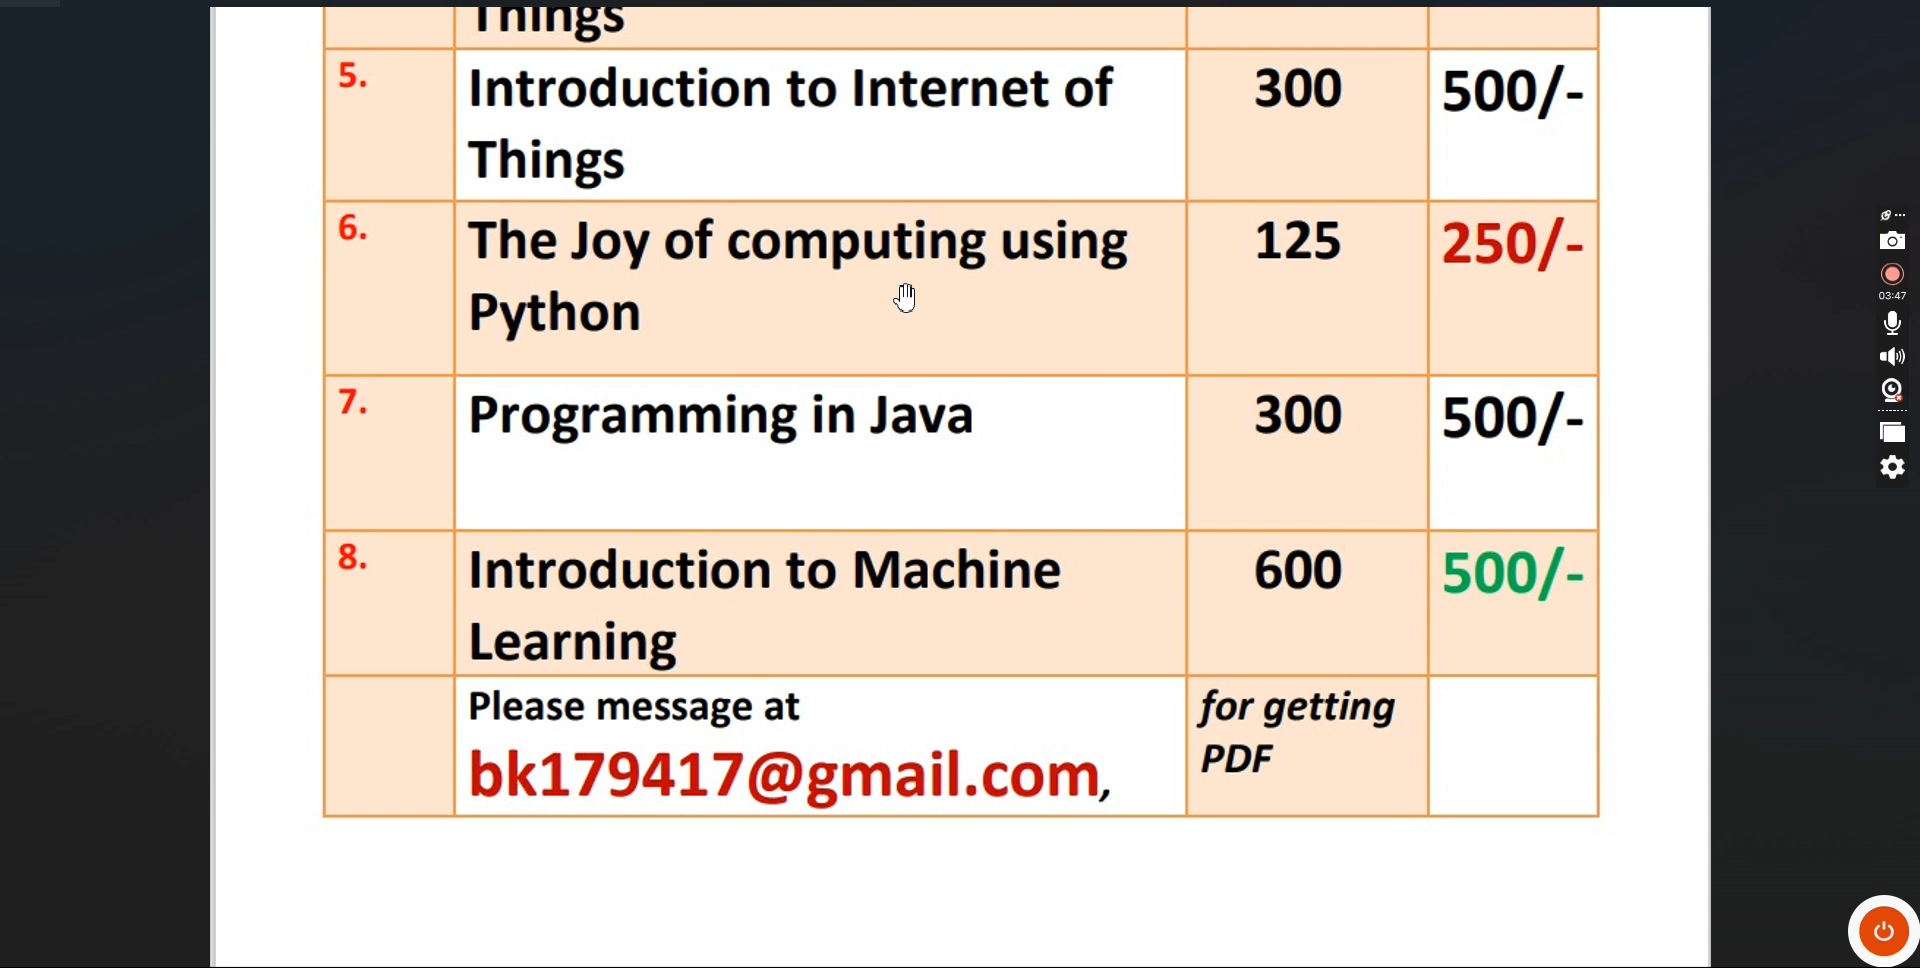 Things
5. Introduction to Internet of 300 500/-
Things
6. The Joy of computing using 125 250/-
Python
7. Programming in Java 300 500/-
8. Introduction to Machine 600 500/-
Learning
Please message at for getting
bk179417@gmail.com, PDF
03:47